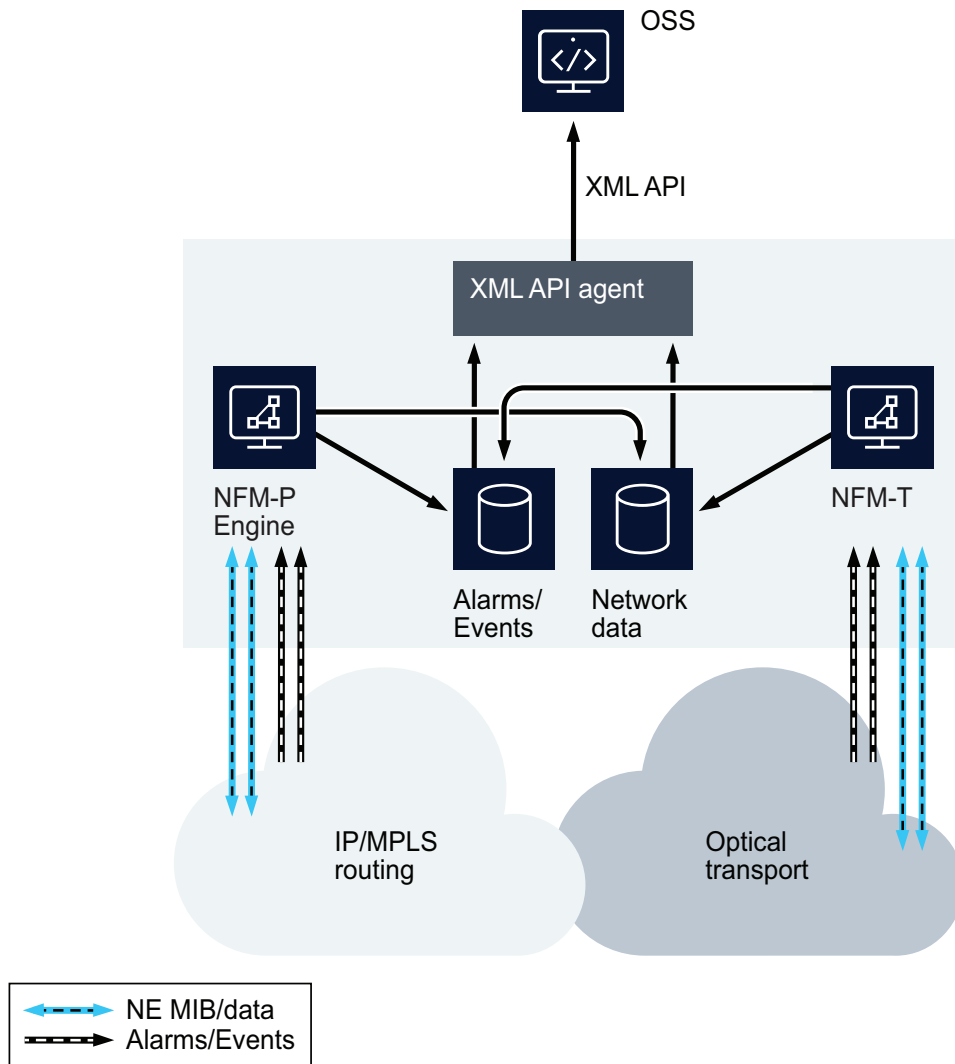 OSS
</>
XML API
XML API agent
NFM-P
Engine
NFM-T
Alarms/
Events
Network
data
IP/MPLS
routing
Optical
transport
NE MIB/data
Alarms/Events